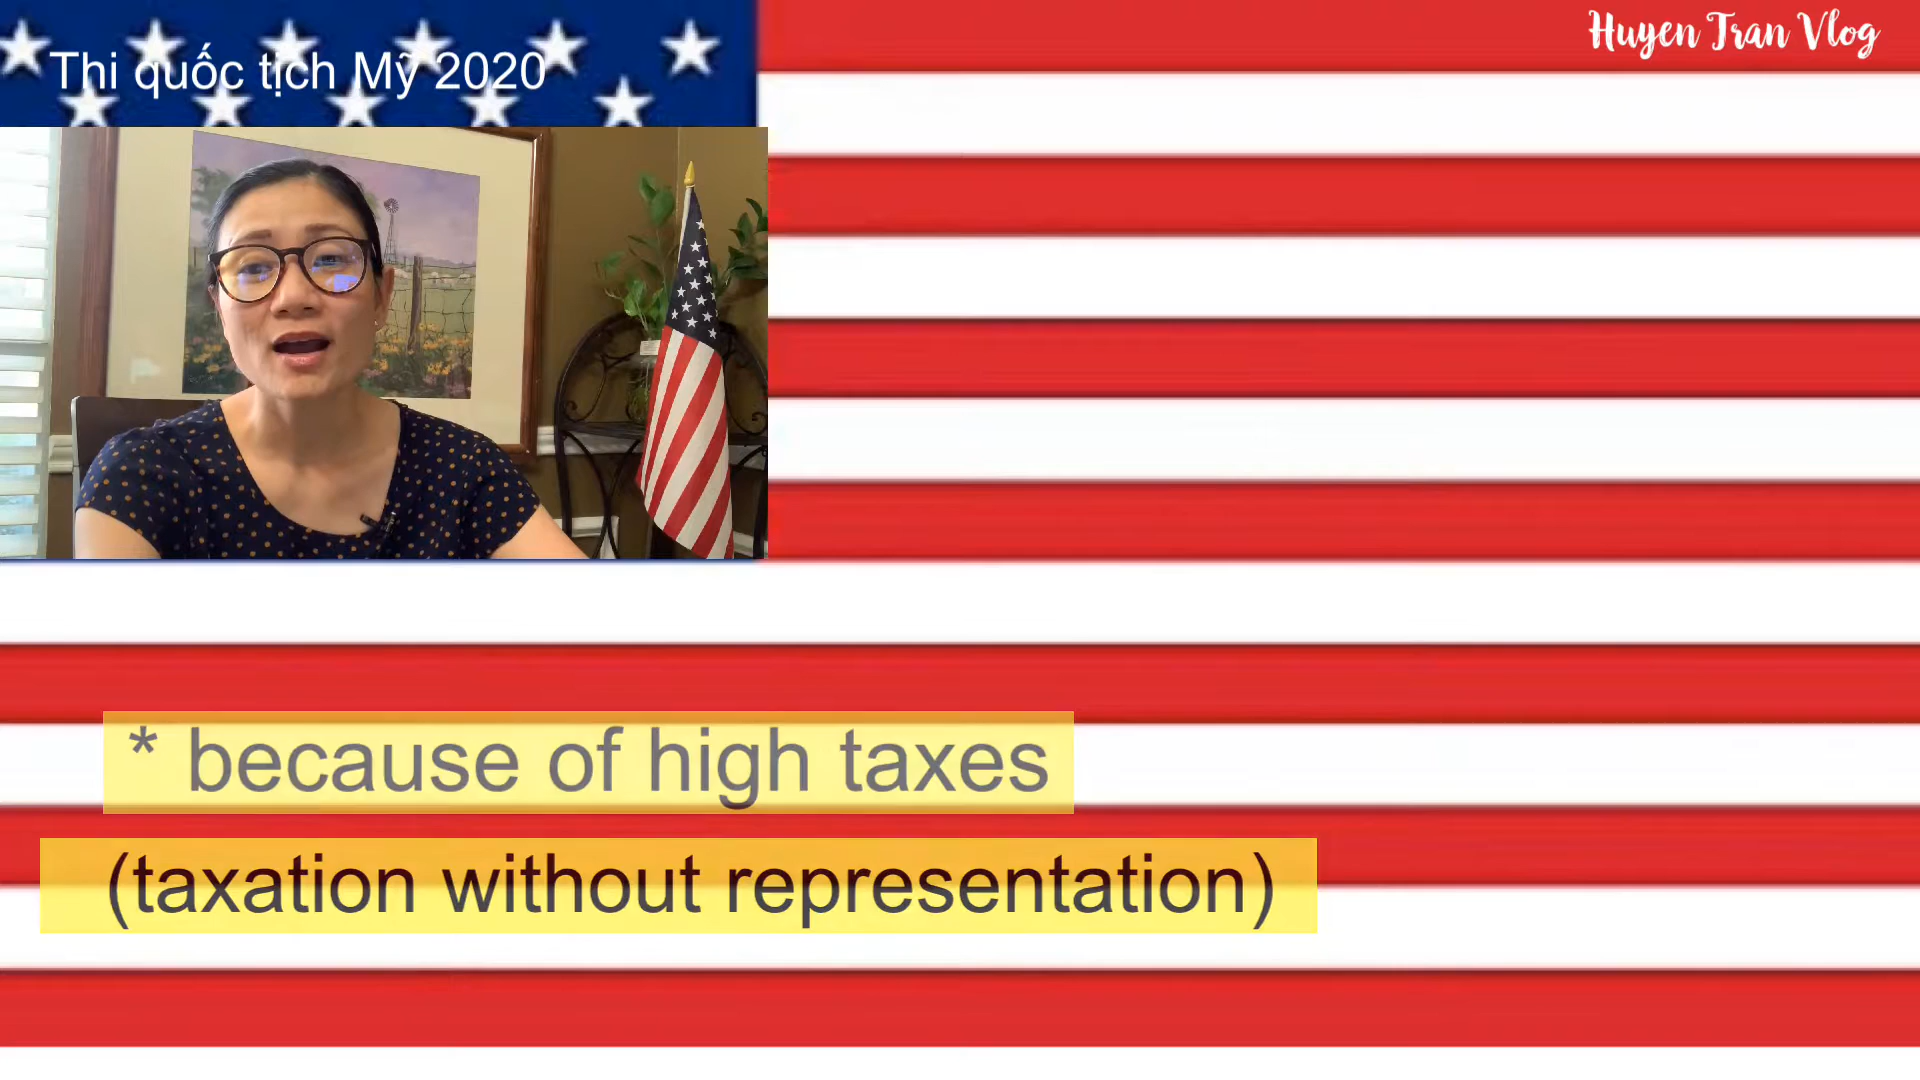 Huyen Tran Vlog
Thi quốc tịch Mỹ 2020
* because of high taxes
(taxation without representation)